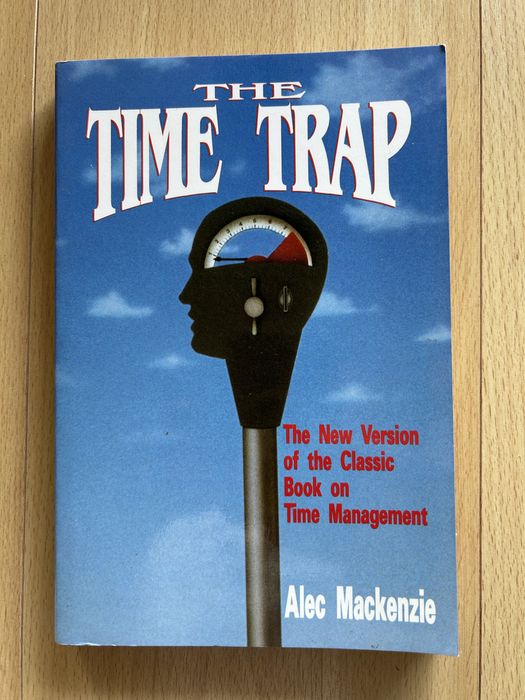 THE
TIME TRAP
The New Version
of the Classic
Book on
Time Management
Alec Mackenzie